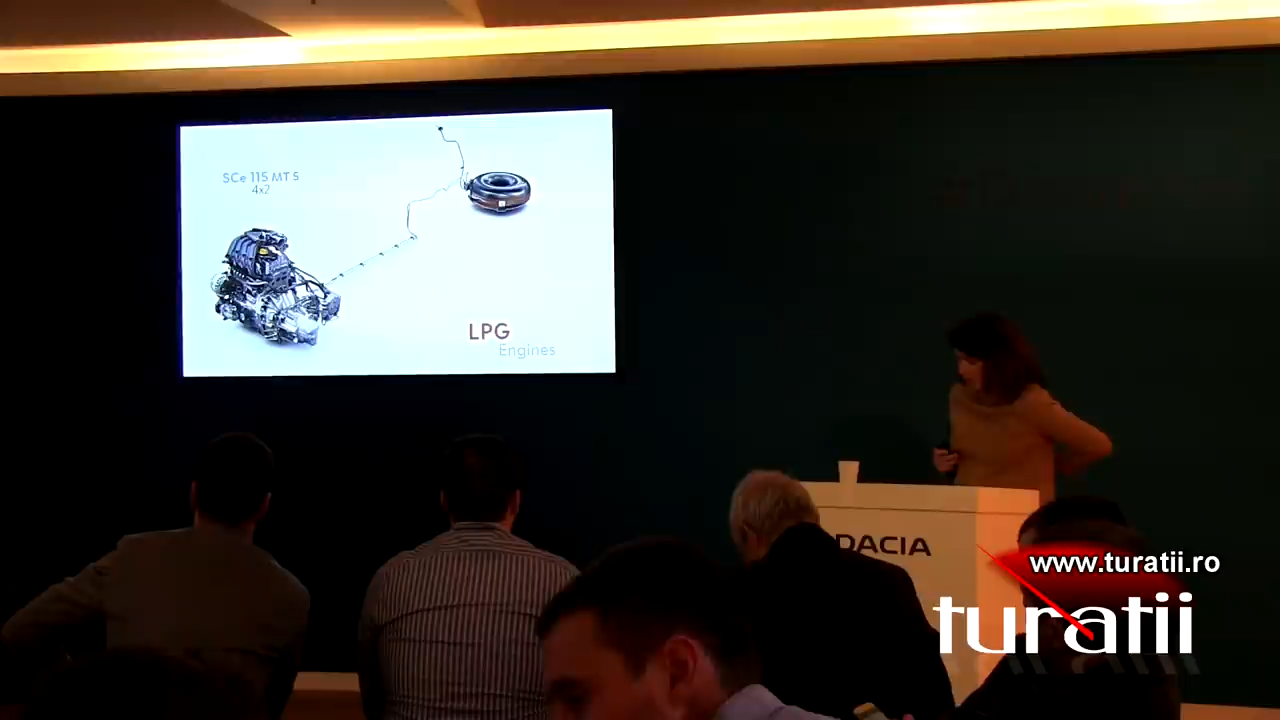 SCe 115 MT 5
4x2
LPG
Engines
DACIA
www.turatii.ro
turatii